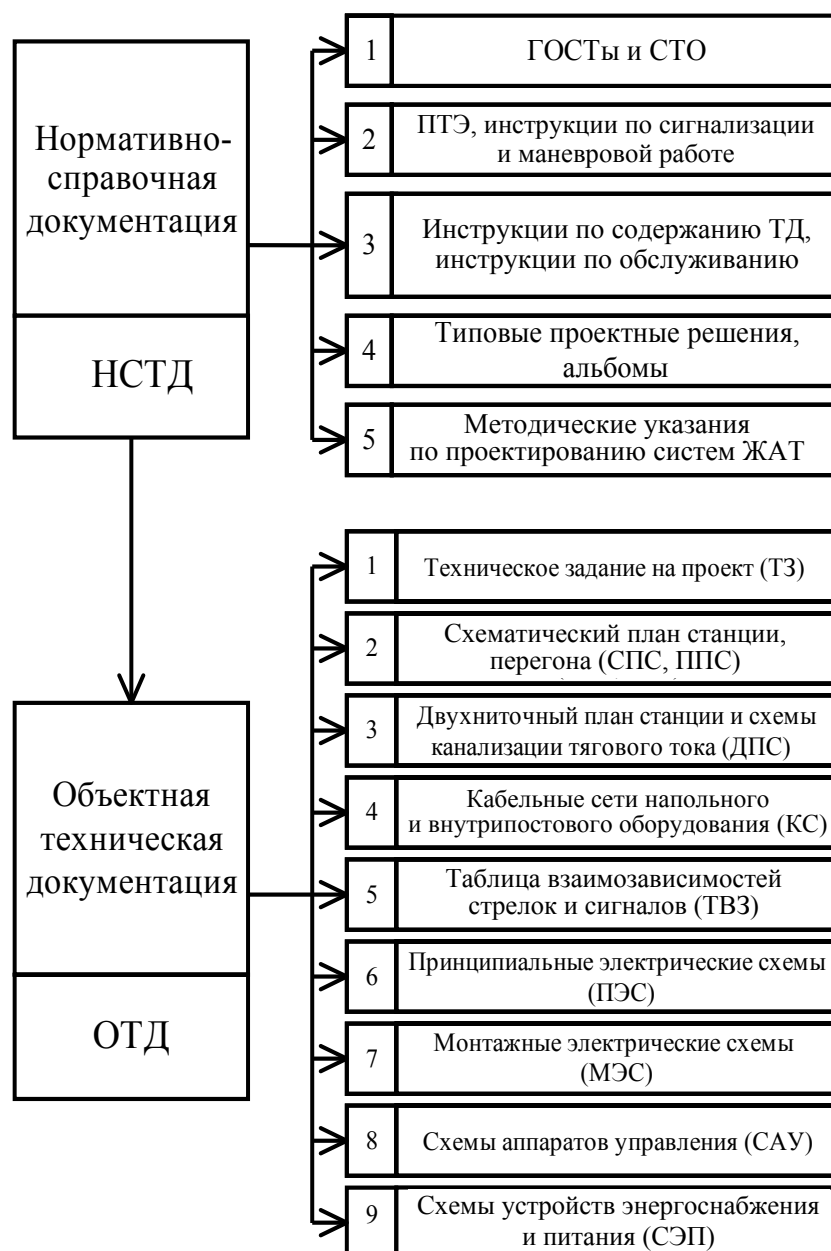 Нормативно-
справочная
документация
НСТД
1
ГОСТы и СТО
2
ПТЭ, инструкции по сигнализации
и маневровой работе
3
Инструкции по содержанию ТД,
инструкции по обслуживанию
4
Типовые проектные решения,
альбомы
5
Методические указания
по проектированию систем ЖАТ
Объектная
техническая
документация
ОТД
1
Техническое задание на проект (ТЗ)
2
Схематический план станции,
перегона (СПС, ППС)
3
Двухниточный план станции и схемы
канализации тягового тока (ДПС)
4
Кабельные сети напольного
и внутрипостового оборудования (КС)
5
Таблица взаимозависимостей
стрелок и сигналов (ТВЗ)
6
Принципиальные электрические схемы
(ПЭС)
7
Монтажные электрические схемы
(МЭС)
8
Схемы аппаратов управления (САУ)
9
Схемы устройств энергоснабжения
и питания (СЭП)